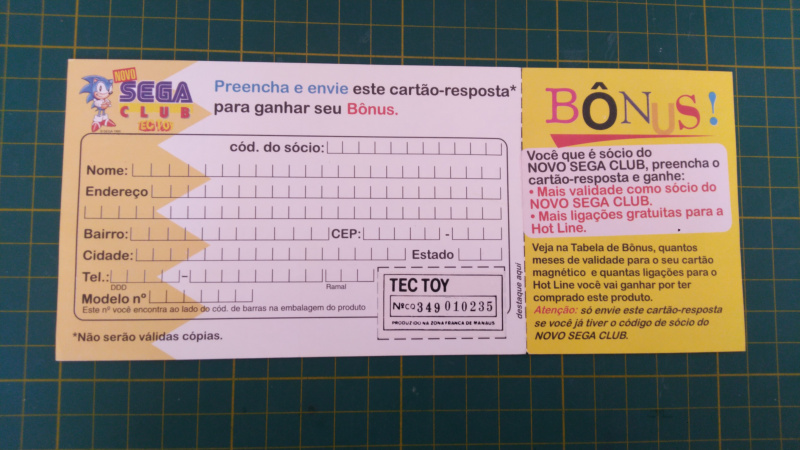 NOVO
SEGA
CLUB
TECTOY
Preencha e envie este cartão-resposta*
para ganhar seu Bônus.
cód. do sócio:
Nome:
Endereço
Bairro: CEP: -
Cidade: Estado
Tel.: –
DDD Ramal
Modelo nº
Este nº você encontra ao lado do cód. de barras na embalagem do produto
*Não serão válidas cópias.
TEC TOY
Nº CQ 349 010235
PRODUZIDO NA ZONA FRANCA DE MANAUS
destaque aqui
BÔNUS!
Você que é sócio do
NOVO SEGA CLUB, preencha o
cartão-resposta e ganhe:
• Mais validade como sócio do
NOVO SEGA CLUB.
• Mais ligações gratuitas para a
Hot Line.
Veja na Tabela de Bônus, quantos
meses de validade para o seu cartão
magnético e quantas ligações para o
Hot Line você vai ganhar por ter
comprado este produto.
Atenção: só envie este cartão-resposta
se você já tiver o código de sócio do
NOVO SEGA CLUB.